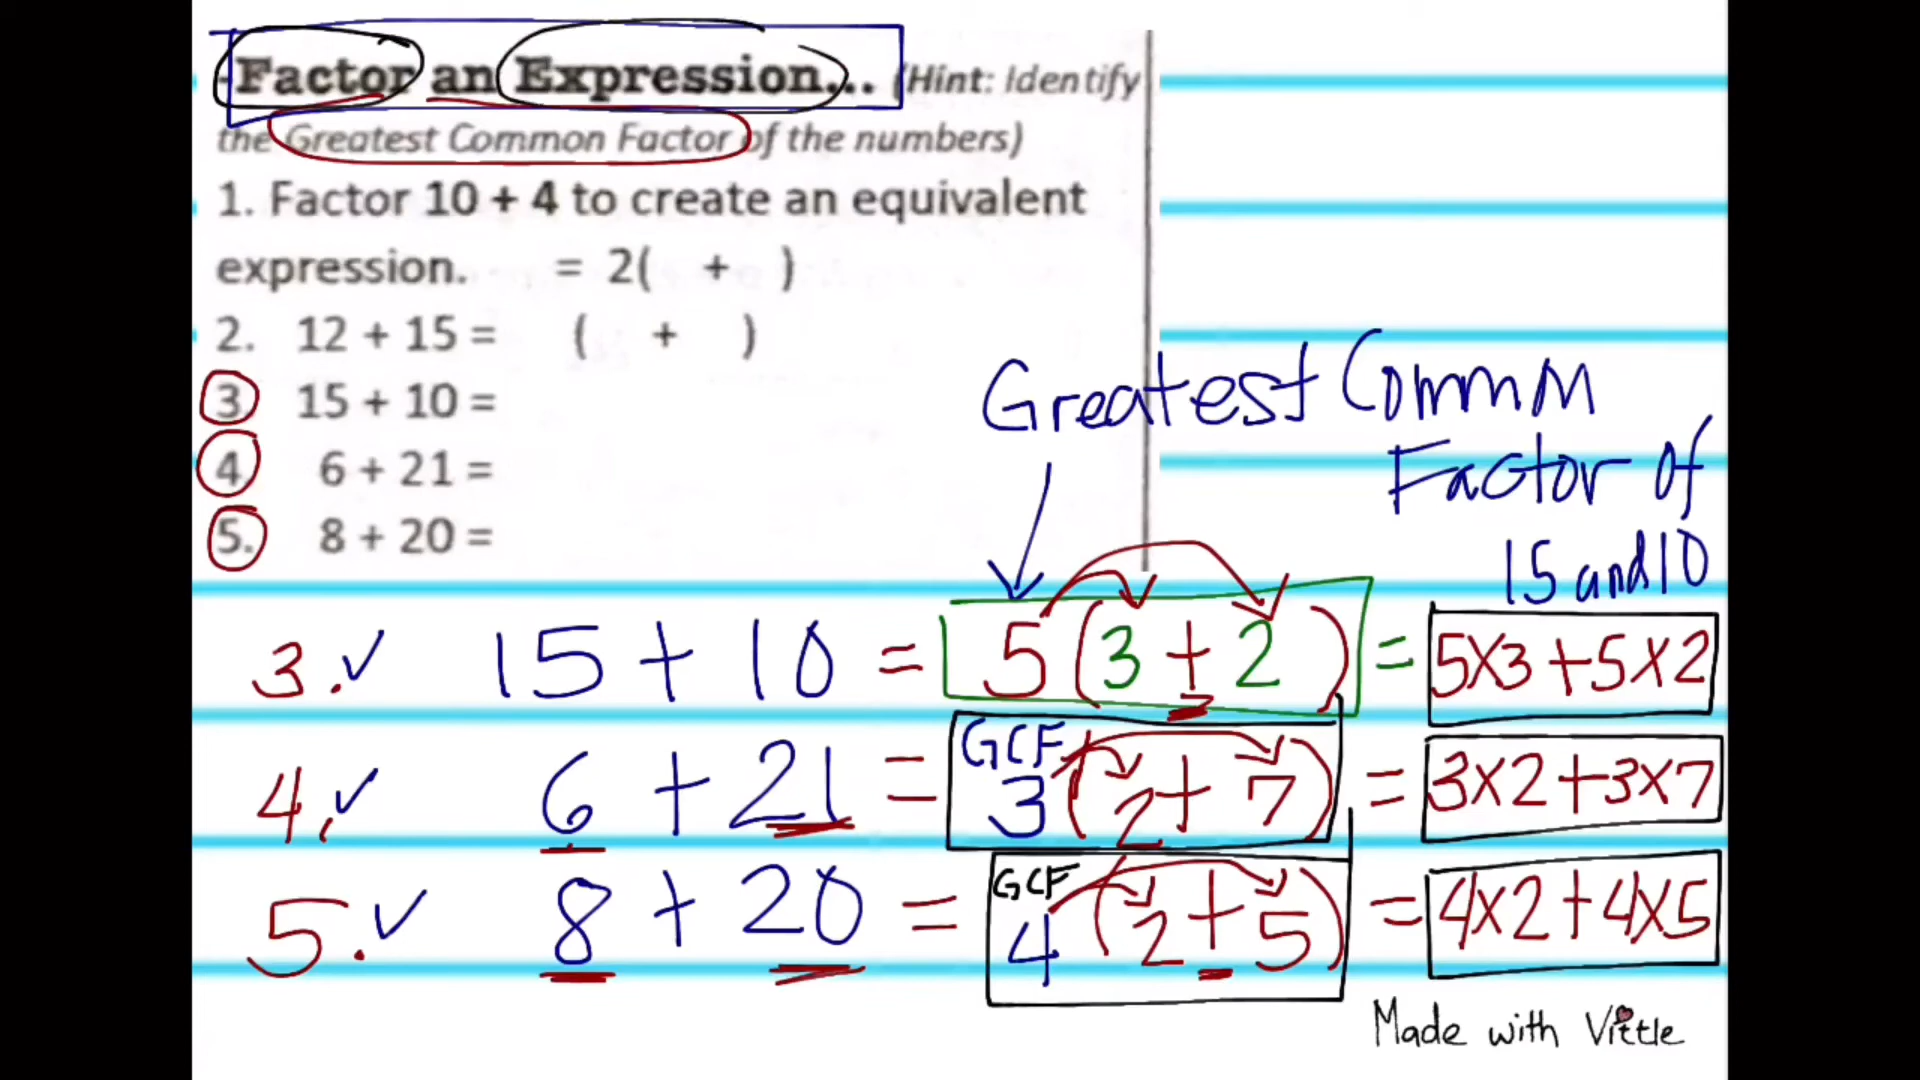 Factor an Expression... (Hint: Identify
the Greatest Common Factor of the numbers)
1. Factor 10 + 4 to create an equivalent
expression. = 2( + )
2. 12 + 15 = ( + )
3. 15 + 10 =
4. 6 + 21 =
5. 8 + 20 =
Greatest Common
Factor of
15 and 10
3. ✓ 15 + 10 = 5(3 + 2) = 5x3 + 5x2
4. ✓ 6 + 21 = GCF 3(2 + 7) = 3x2 + 3x7
5. ✓ 8 + 20 = GCF 4(2 + 5) = 4x2 + 4x5
Made with Vittle